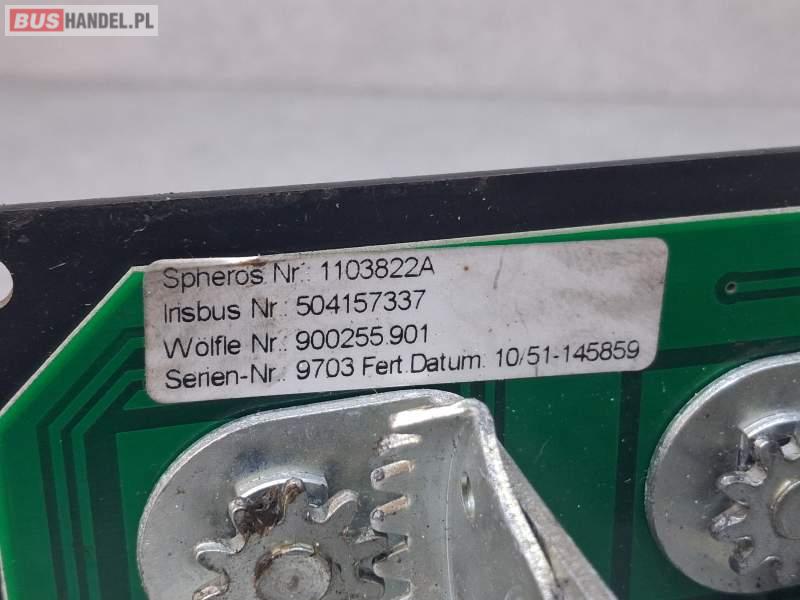 BUSHANDEL.PL
Spheros Nr.: 1103822A
Irisbus Nr.: 504157337
Wölfle Nr.: 900255.901
Serien-Nr.: 9703 Fert.Datum: 10/51-145859